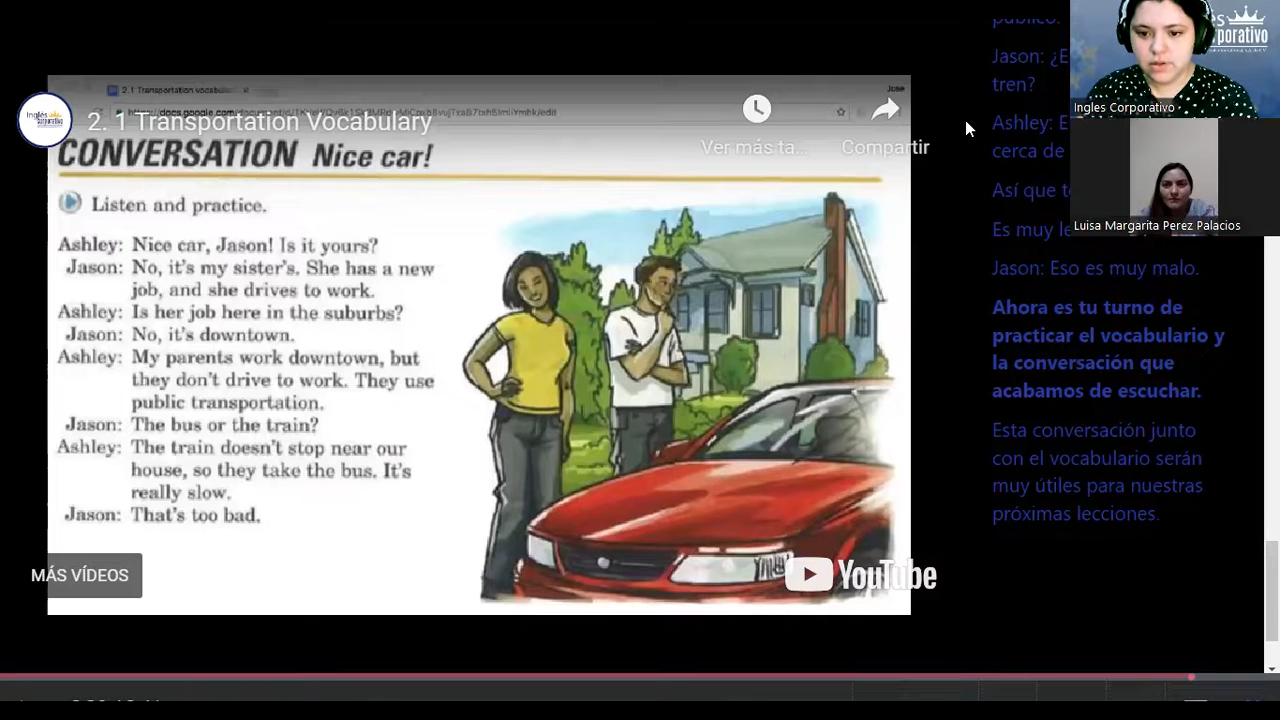 2.1 Transportation vocabula
Jose
2. 1 Transportation Vocabulary
Ver más ta...
Compartir
CONVERSATION Nice car!
Listen and practice.
Ashley: Nice car, Jason! Is it yours?
Jason: No, it's my sister's. She has a new
job, and she drives to work.
Ashley: Is her job here in the suburbs?
Jason: No, it's downtown.
Ashley: My parents work downtown, but
they don't drive to work. They use
public transportation.
Jason: The bus or the train?
Ashley: The train doesn't stop near our
house, so they take the bus. It's
really slow.
Jason: That's too bad.
MÁS VÍDEOS
YouTube
público.
Jason:
tren?
Ashley:
cerca de
Así que
Es muy
Jason: Eso es muy malo.
Ahora es tu turno de
practicar el vocabulario y
la conversación que
acabamos de escuchar.
Esta conversación junto
con el vocabulario serán
muy útiles para nuestras
próximas lecciones.
Ingles Corporativo
Luisa Margarita Perez Palacios